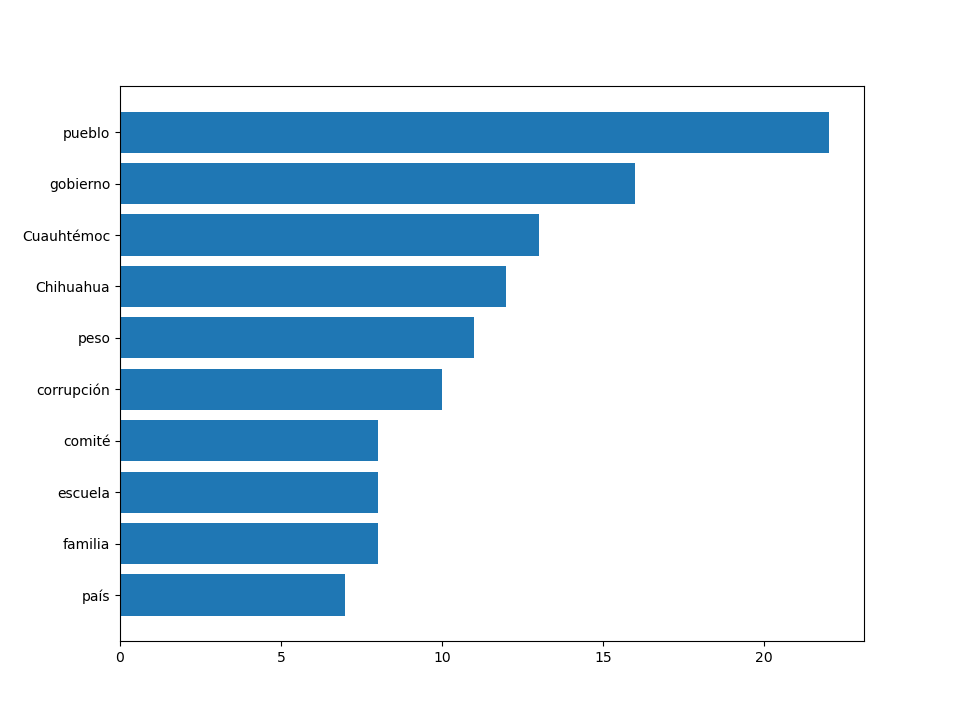 pueblo
gobierno
Cuauhtémoc
Chihuahua
peso
corrupción
comité
escuela
familia
país
0 5 10 15 20